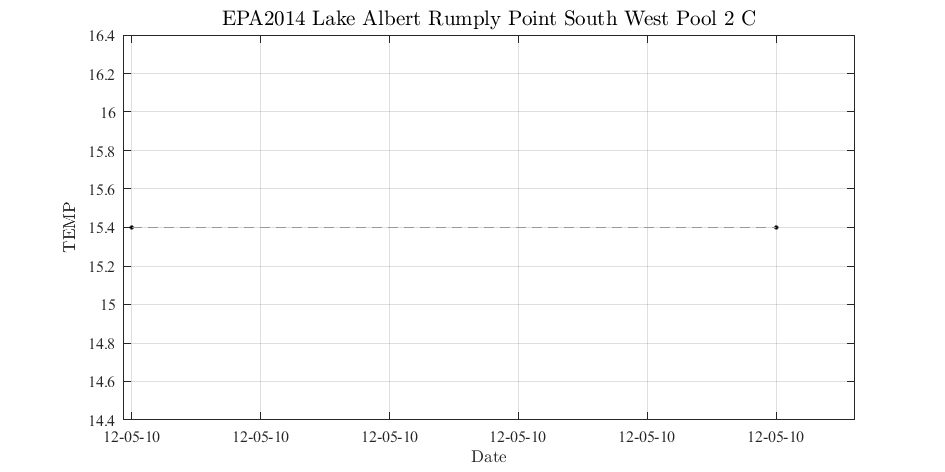 EPA2014 Lake Albert Rumply Point South West Pool 2 C
16.4
16.2
16
15.8
15.6
15.4
15.2
15
14.8
14.6
14.4
TEMP
12-05-10 12-05-10 12-05-10 12-05-10 12-05-10 12-05-10
Date